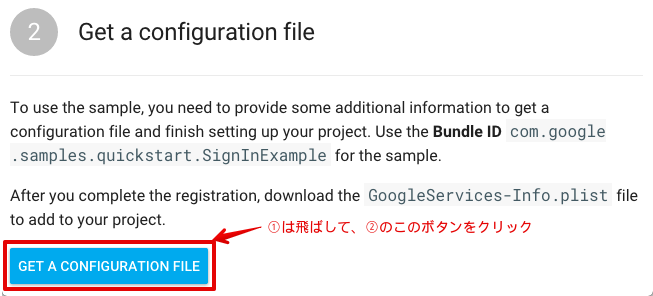 2 Get a configuration file
To use the sample, you need to provide some additional information to get a
configuration file and finish setting up your project. Use the Bundle ID com.google
.samples.quickstart.SignInExample for the sample.
After you complete the registration, download the GoogleServices-Info.plist file
to add to your project.
①は飛ばして、②のこのボタンをクリック
GET A CONFIGURATION FILE